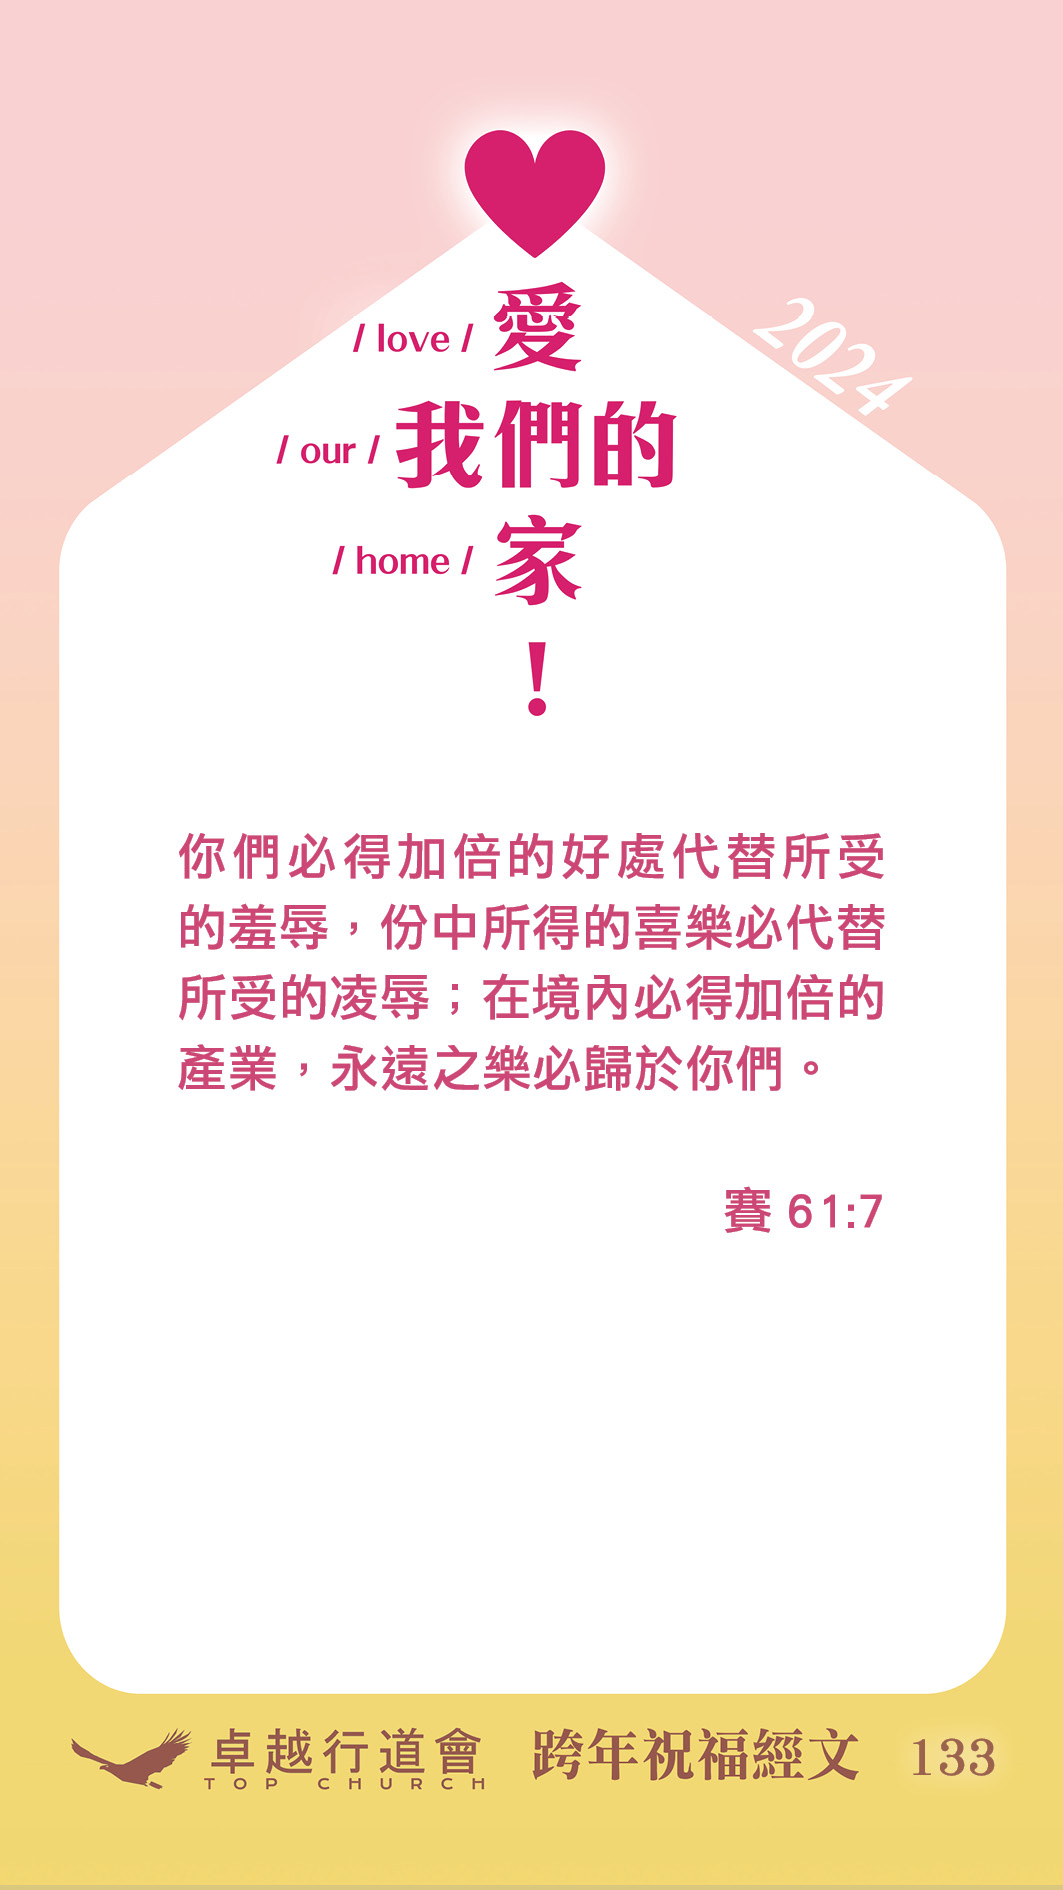 2024
/ love / 愛
/ our / 我們的
/ home / 家
！
你們必得加倍的好處代替所受
的羞辱，份中所得的喜樂必代替
所受的凌辱；在境內必得加倍的
產業，永遠之樂必歸於你們。
賽 61:7
卓越行道會 跨年祝福經文 133
TOP CHURCH